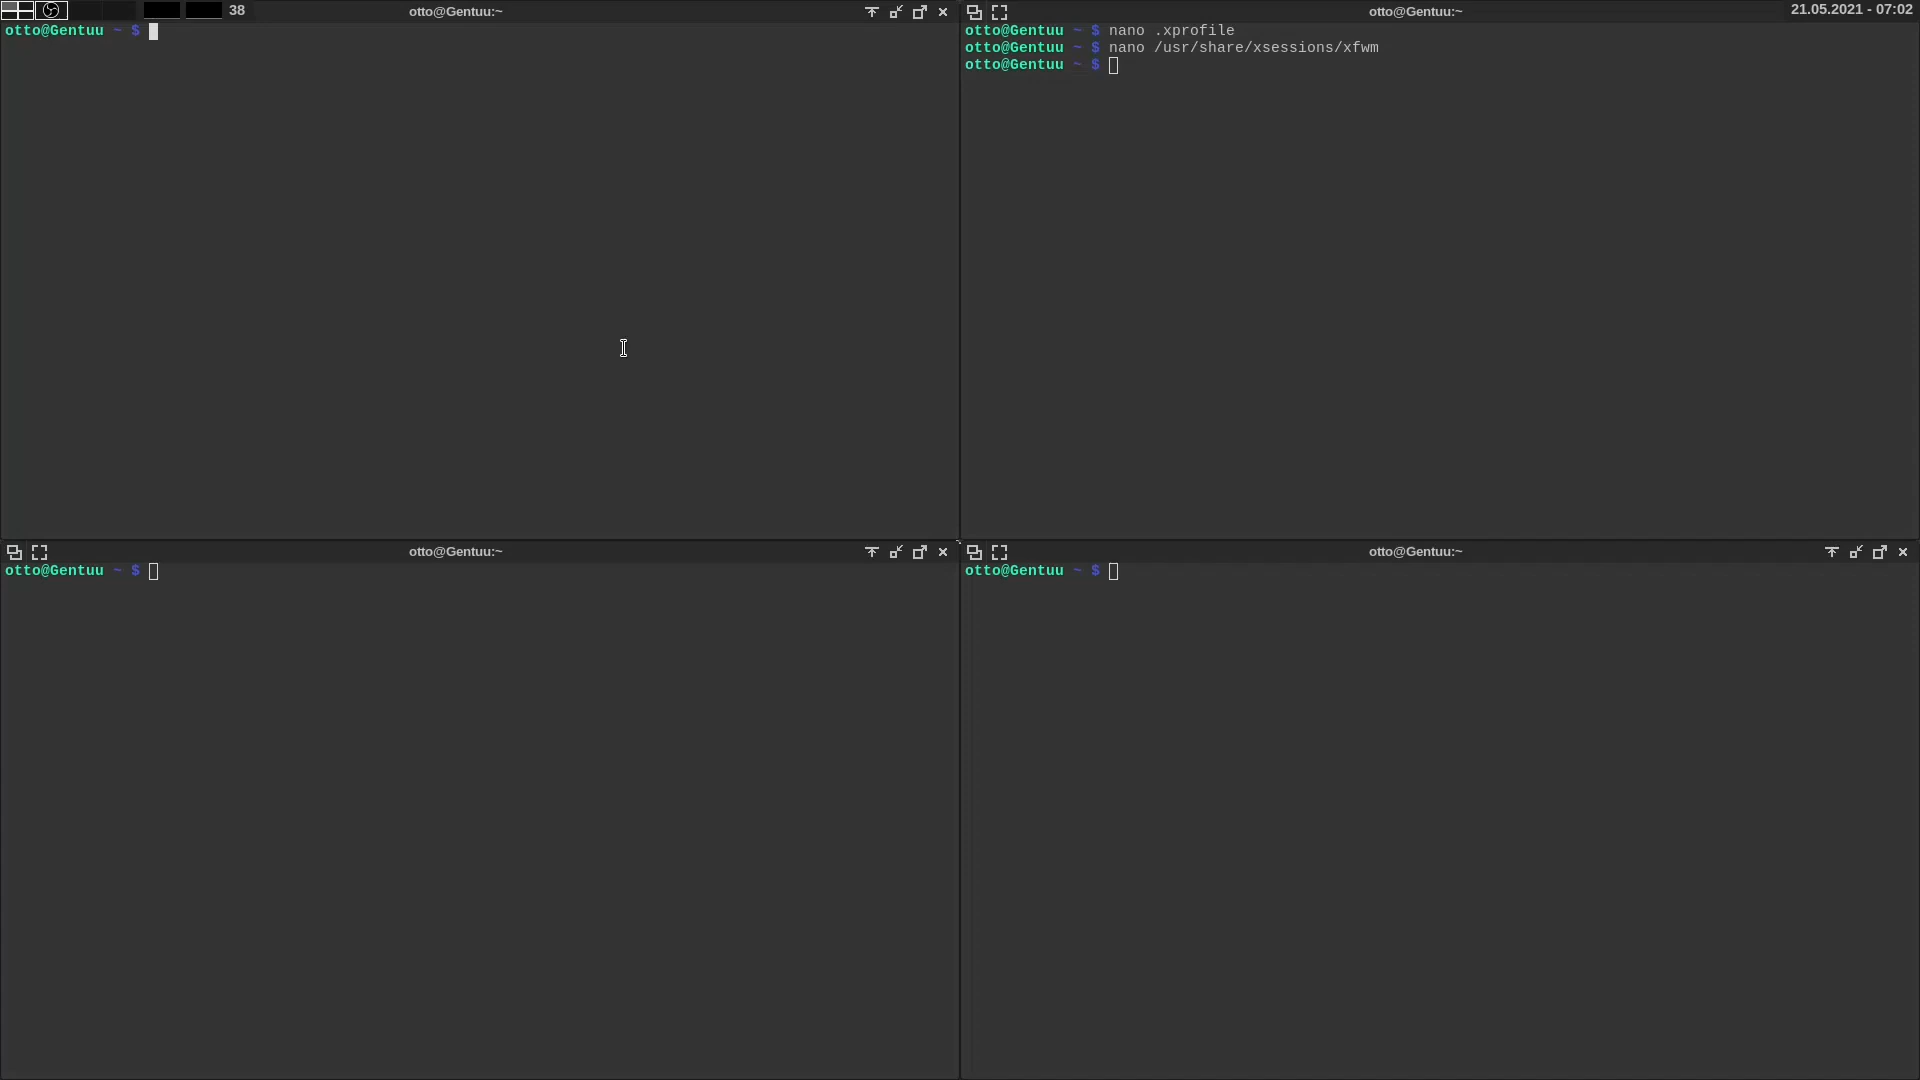 38
otto@Gentuu:~
otto@Gentuu ~ $
otto@Gentuu:~
21.05.2021 - 07:02
otto@Gentuu ~ $ nano .xprofile
otto@Gentuu ~ $ nano /usr/share/xsessions/xfwm
otto@Gentuu ~ $
otto@Gentuu:~
otto@Gentuu ~ $
otto@Gentuu:~
otto@Gentuu ~ $